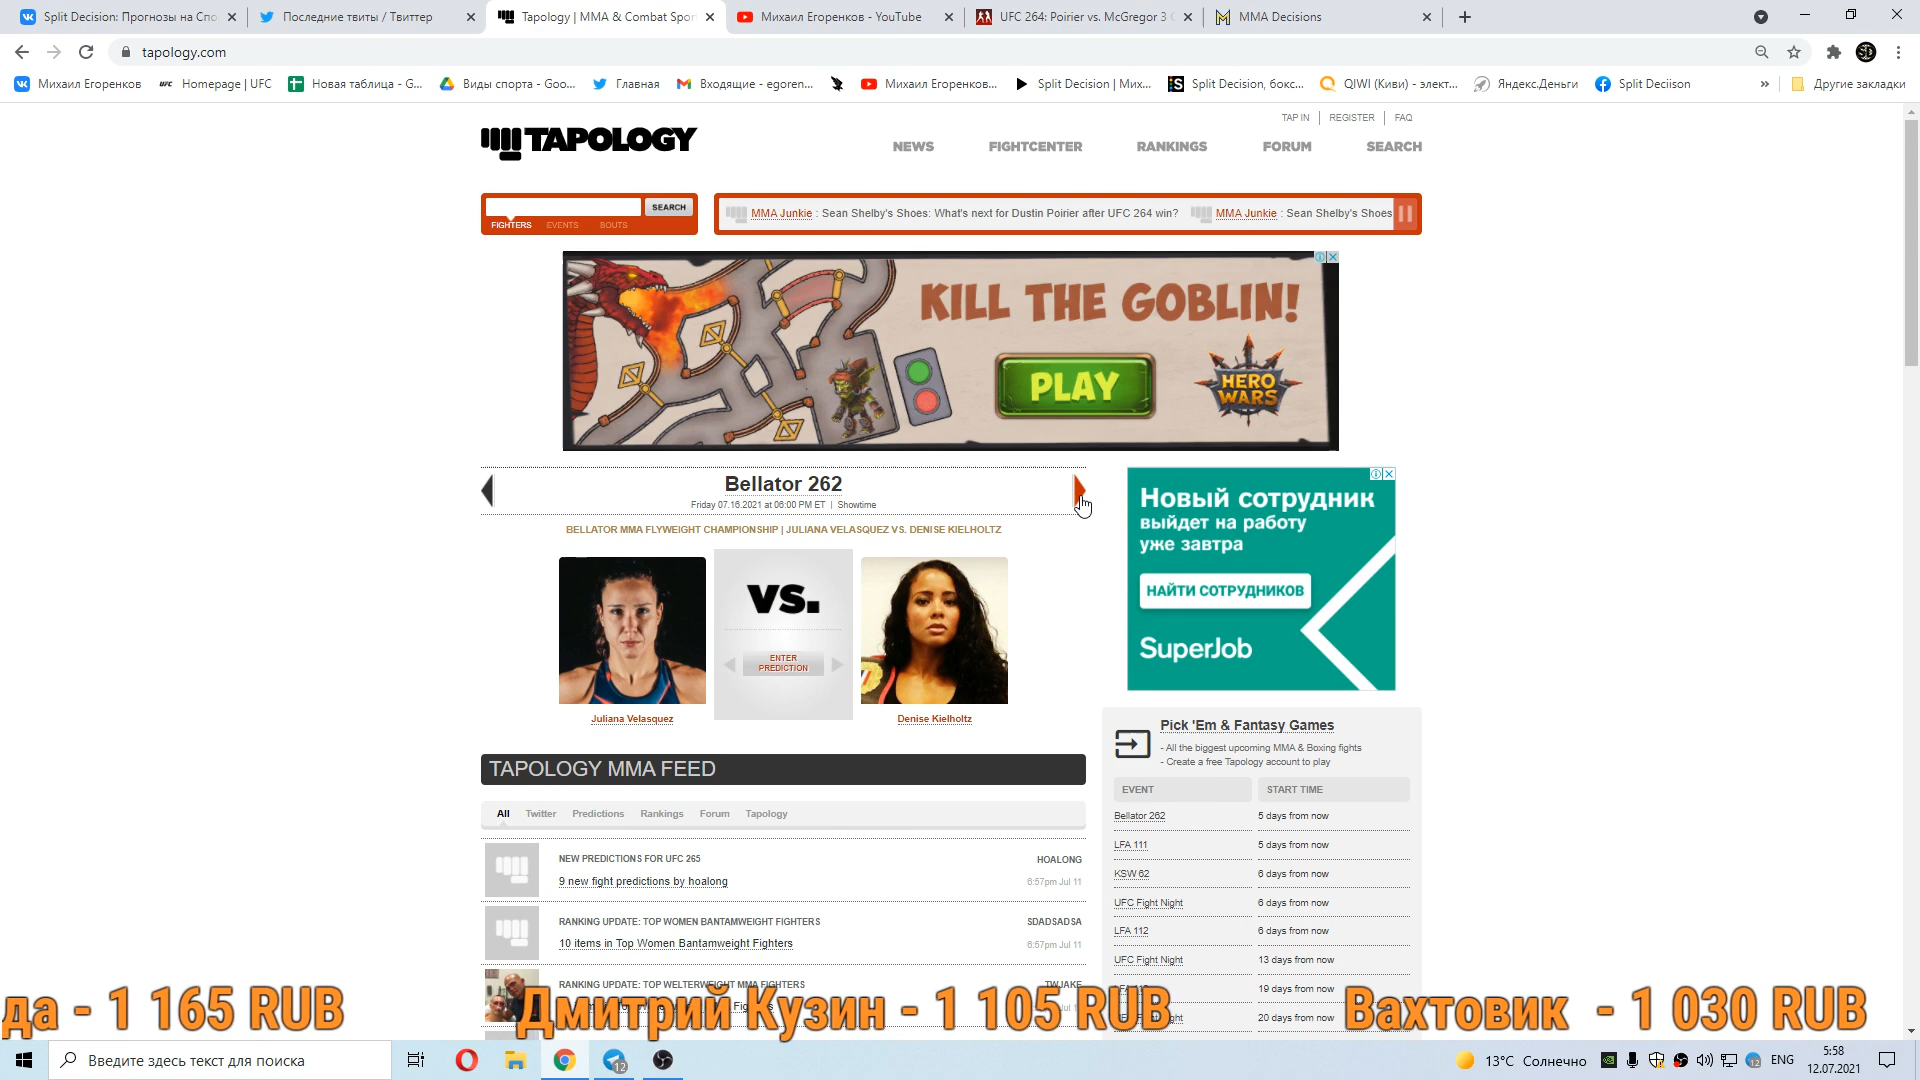 Split Decision: Прогнозы на Спо
Последние твиты / Твиттер
Tapology | MMA & Combat Spor
Михаил Егоренков - YouTube
UFC 264: Poirier vs. McGregor 3
MMA Decisions
tapology.com
Михаил Егоренков
Homepage | UFC
Новая таблица - G...
Виды спорта - Goo...
Главная
Входящие - egoren...
Михаил Егоренков...
Split Decision | Мих...
Split Decision, бокс...
QIWI (Киви) - элект...
Яндекс.Деньги
Split Deciison
»
Другие закладки
TAP IN
REGISTER
FAQ
TAPOLOGY
NEWS
FIGHTCENTER
RANKINGS
FORUM
SEARCH
SEARCH
FIGHTERS
EVENTS
BOUTS
MMA Junkie : Sean Shelby's Shoes: What's next for Dustin Poirier after UFC 264 win?
MMA Junkie : Sean Shelby's Shoes
KILL THE GOBLIN!
PLAY
HERO WARS
Bellator 262
Friday 07.16.2021 at 06:00 PM ET | Showtime
BELLATOR MMA FLYWEIGHT CHAMPIONSHIP | JULIANA VELASQUEZ VS. DENISE KIELHOLTZ
VS.
ENTER
PREDICTION
Juliana Velasquez
Denise Kielholtz
Новый сотрудник
выйдет на работу
уже завтра
НАЙТИ СОТРУДНИКОВ
SuperJob
Pick 'Em & Fantasy Games
- All the biggest upcoming MMA & Boxing fights
- Create a free Tapology account to play
EVENT
START TIME
Bellator 262
5 days from now
LFA 111
5 days from now
KSW 62
6 days from now
UFC Fight Night
6 days from now
LFA 112
6 days from now
UFC Fight Night
13 days from now
19 days from now
20 days from now
TAPOLOGY MMA FEED
All
Twitter
Predictions
Rankings
Forum
Tapology
NEW PREDICTIONS FOR UFC 265
HOALONG
9 new fight predictions by hoalong
6:57pm Jul 11
RANKING UPDATE: TOP WOMEN BANTAMWEIGHT FIGHTERS
SDADSADSA
10 items in Top Women Bantamweight Fighters
6:57pm Jul 11
RANKING UPDATE: TOP WELTERWEIGHT MMA FIGHTERS
TWJAKE
да - 1 165 RUB
Дмитрий Кузин - 1 105 RUB
Вахтовик - 1 030 RUB
Введите здесь текст для поиска
12
13°C Солнечно
12
ENG
5:58
12.07.2021